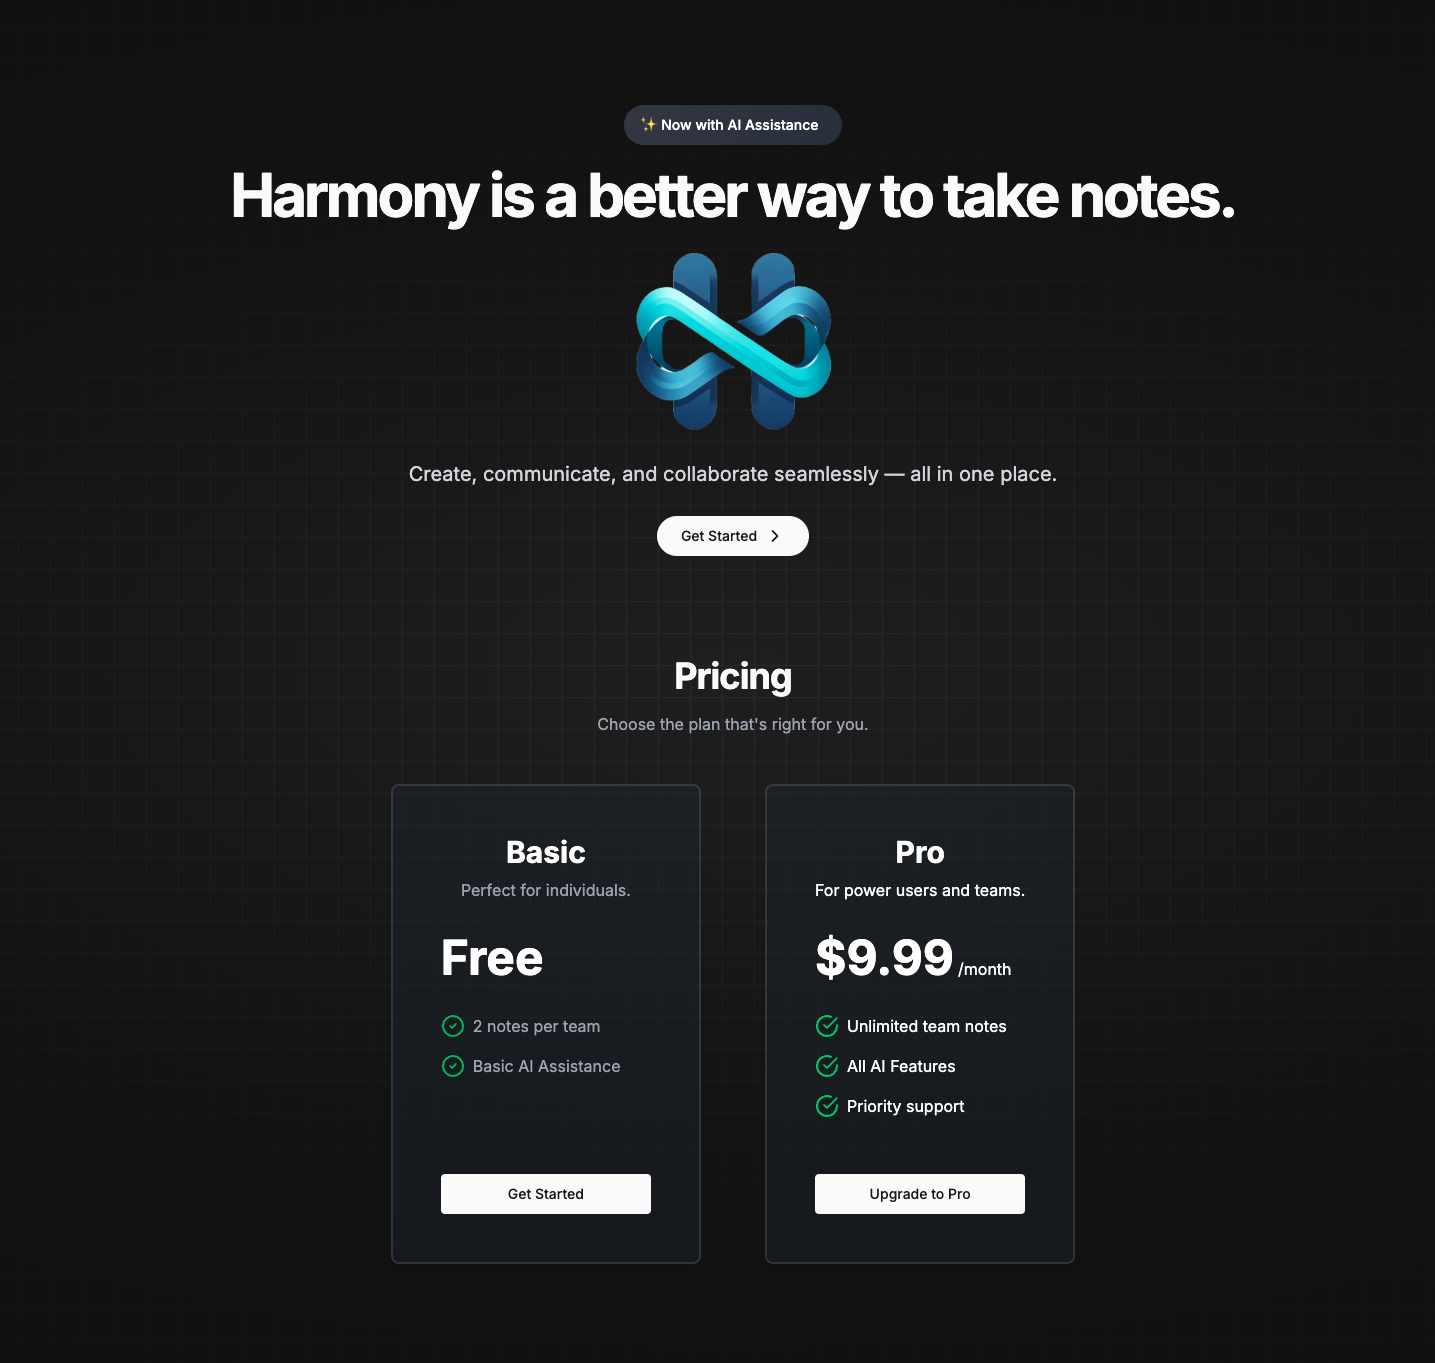 ✨ Now with AI Assistance
Harmony is a better way to take notes.
Create, communicate, and collaborate seamlessly — all in one place.
Get Started
Pricing
Choose the plan that's right for you.
Basic
Perfect for individuals.
Free
2 notes per team
Basic AI Assistance
Get Started
Pro
For power users and teams.
$9.99 /month
Unlimited team notes
All AI Features
Priority support
Upgrade to Pro